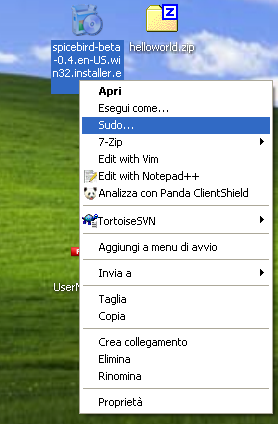 spicebird-beta
-0.4.en-US.wi
n32.installer.e
helloworld.zip
Apri
Esegui come...
Sudo...
7-Zip
Edit with Vim
Edit with Notepad++
Analizza con Panda ClientShield
TortoiseSVN
Aggiungi a menu di avvio
Invia a
Taglia
Copia
Crea collegamento
Elimina
Rinomina
Proprietà